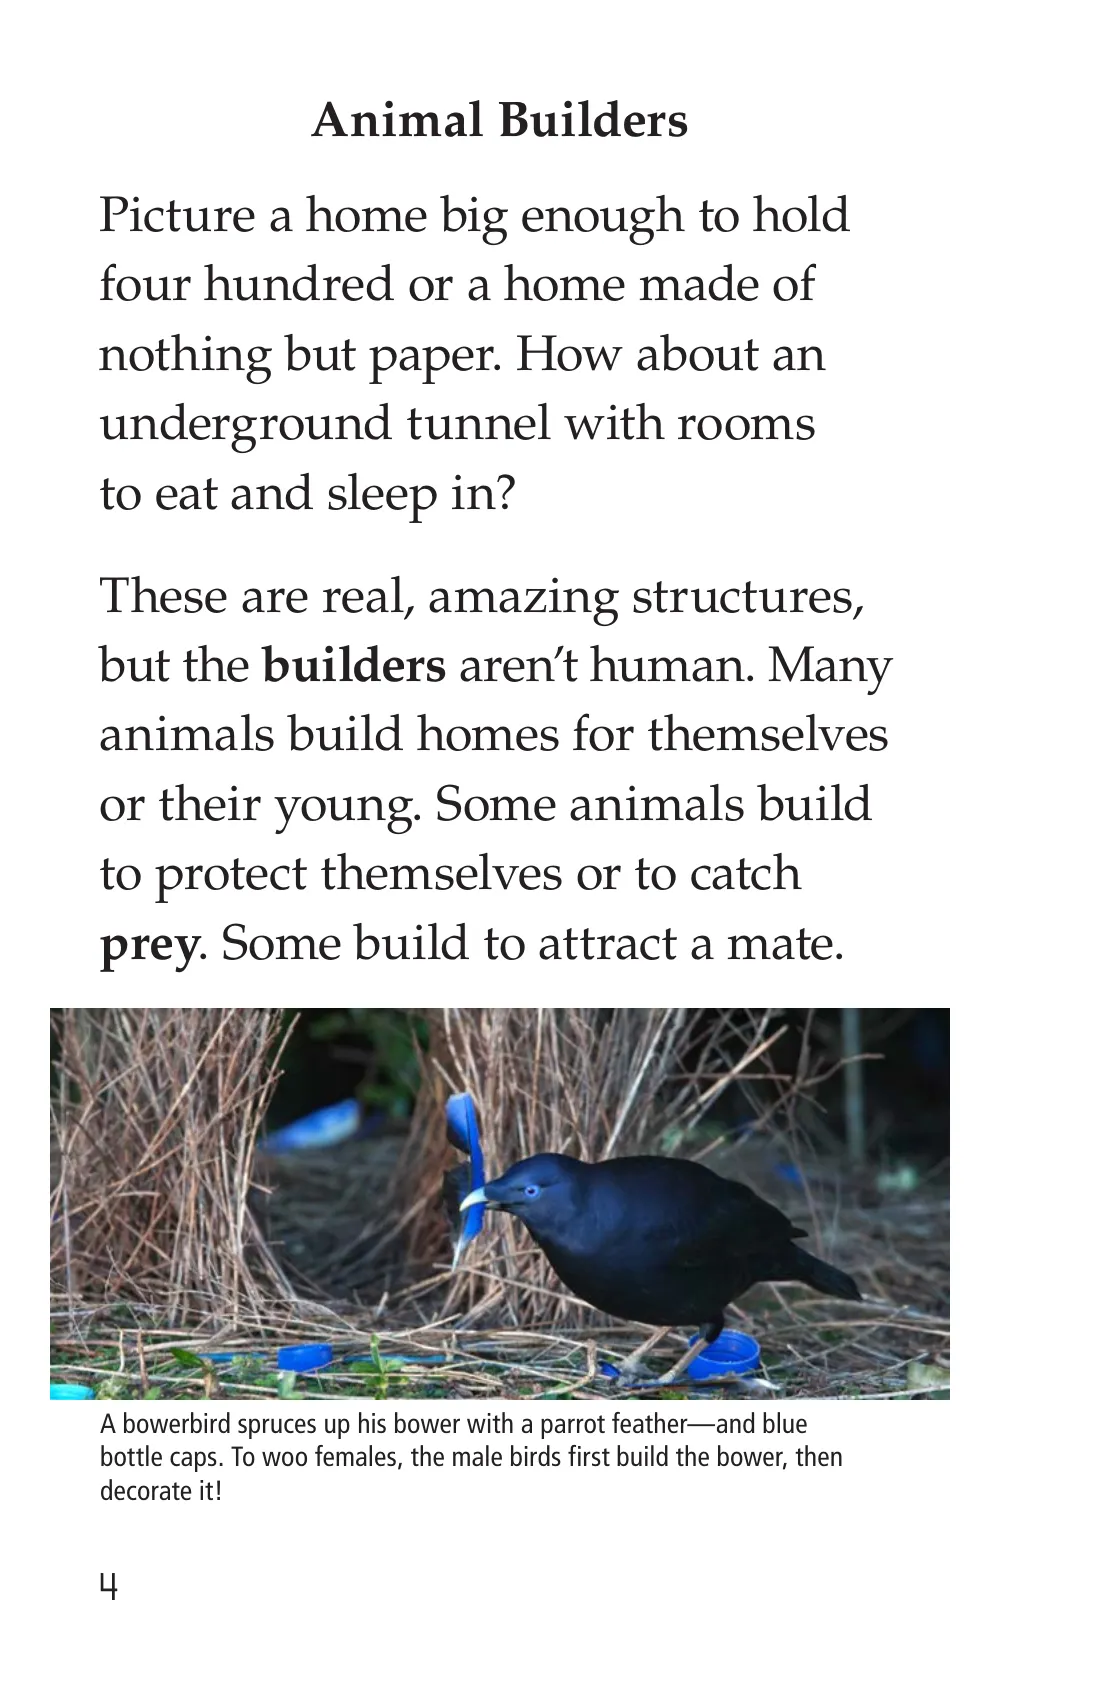 Animal Builders
Picture a home big enough to hold
four hundred or a home made of
nothing but paper. How about an
underground tunnel with rooms
to eat and sleep in?
These are real, amazing structures,
but the builders aren’t human. Many
animals build homes for themselves
or their young. Some animals build
to protect themselves or to catch
prey. Some build to attract a mate.
A bowerbird spruces up his bower with a parrot feather—and blue
bottle caps. To woo females, the male birds first build the bower, then
decorate it!
4